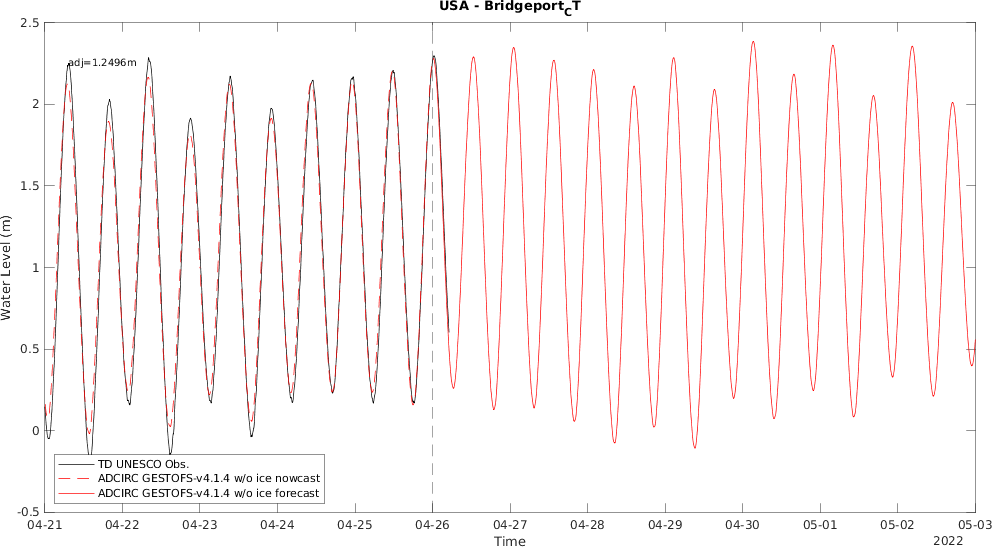 USA - Bridgeport_CT
2.5
adj=1.2496m
2
1.5
1
0.5
0
-0.5
Water Level (m)
TD UNESCO Obs.
ADCIRC GESTOFS-v4.1.4 w/o ice nowcast
ADCIRC GESTOFS-v4.1.4 w/o ice forecast
04-21 04-22 04-23 04-24 04-25 04-26 04-27 04-28 04-29 04-30 05-01 05-02 05-03
Time
2022